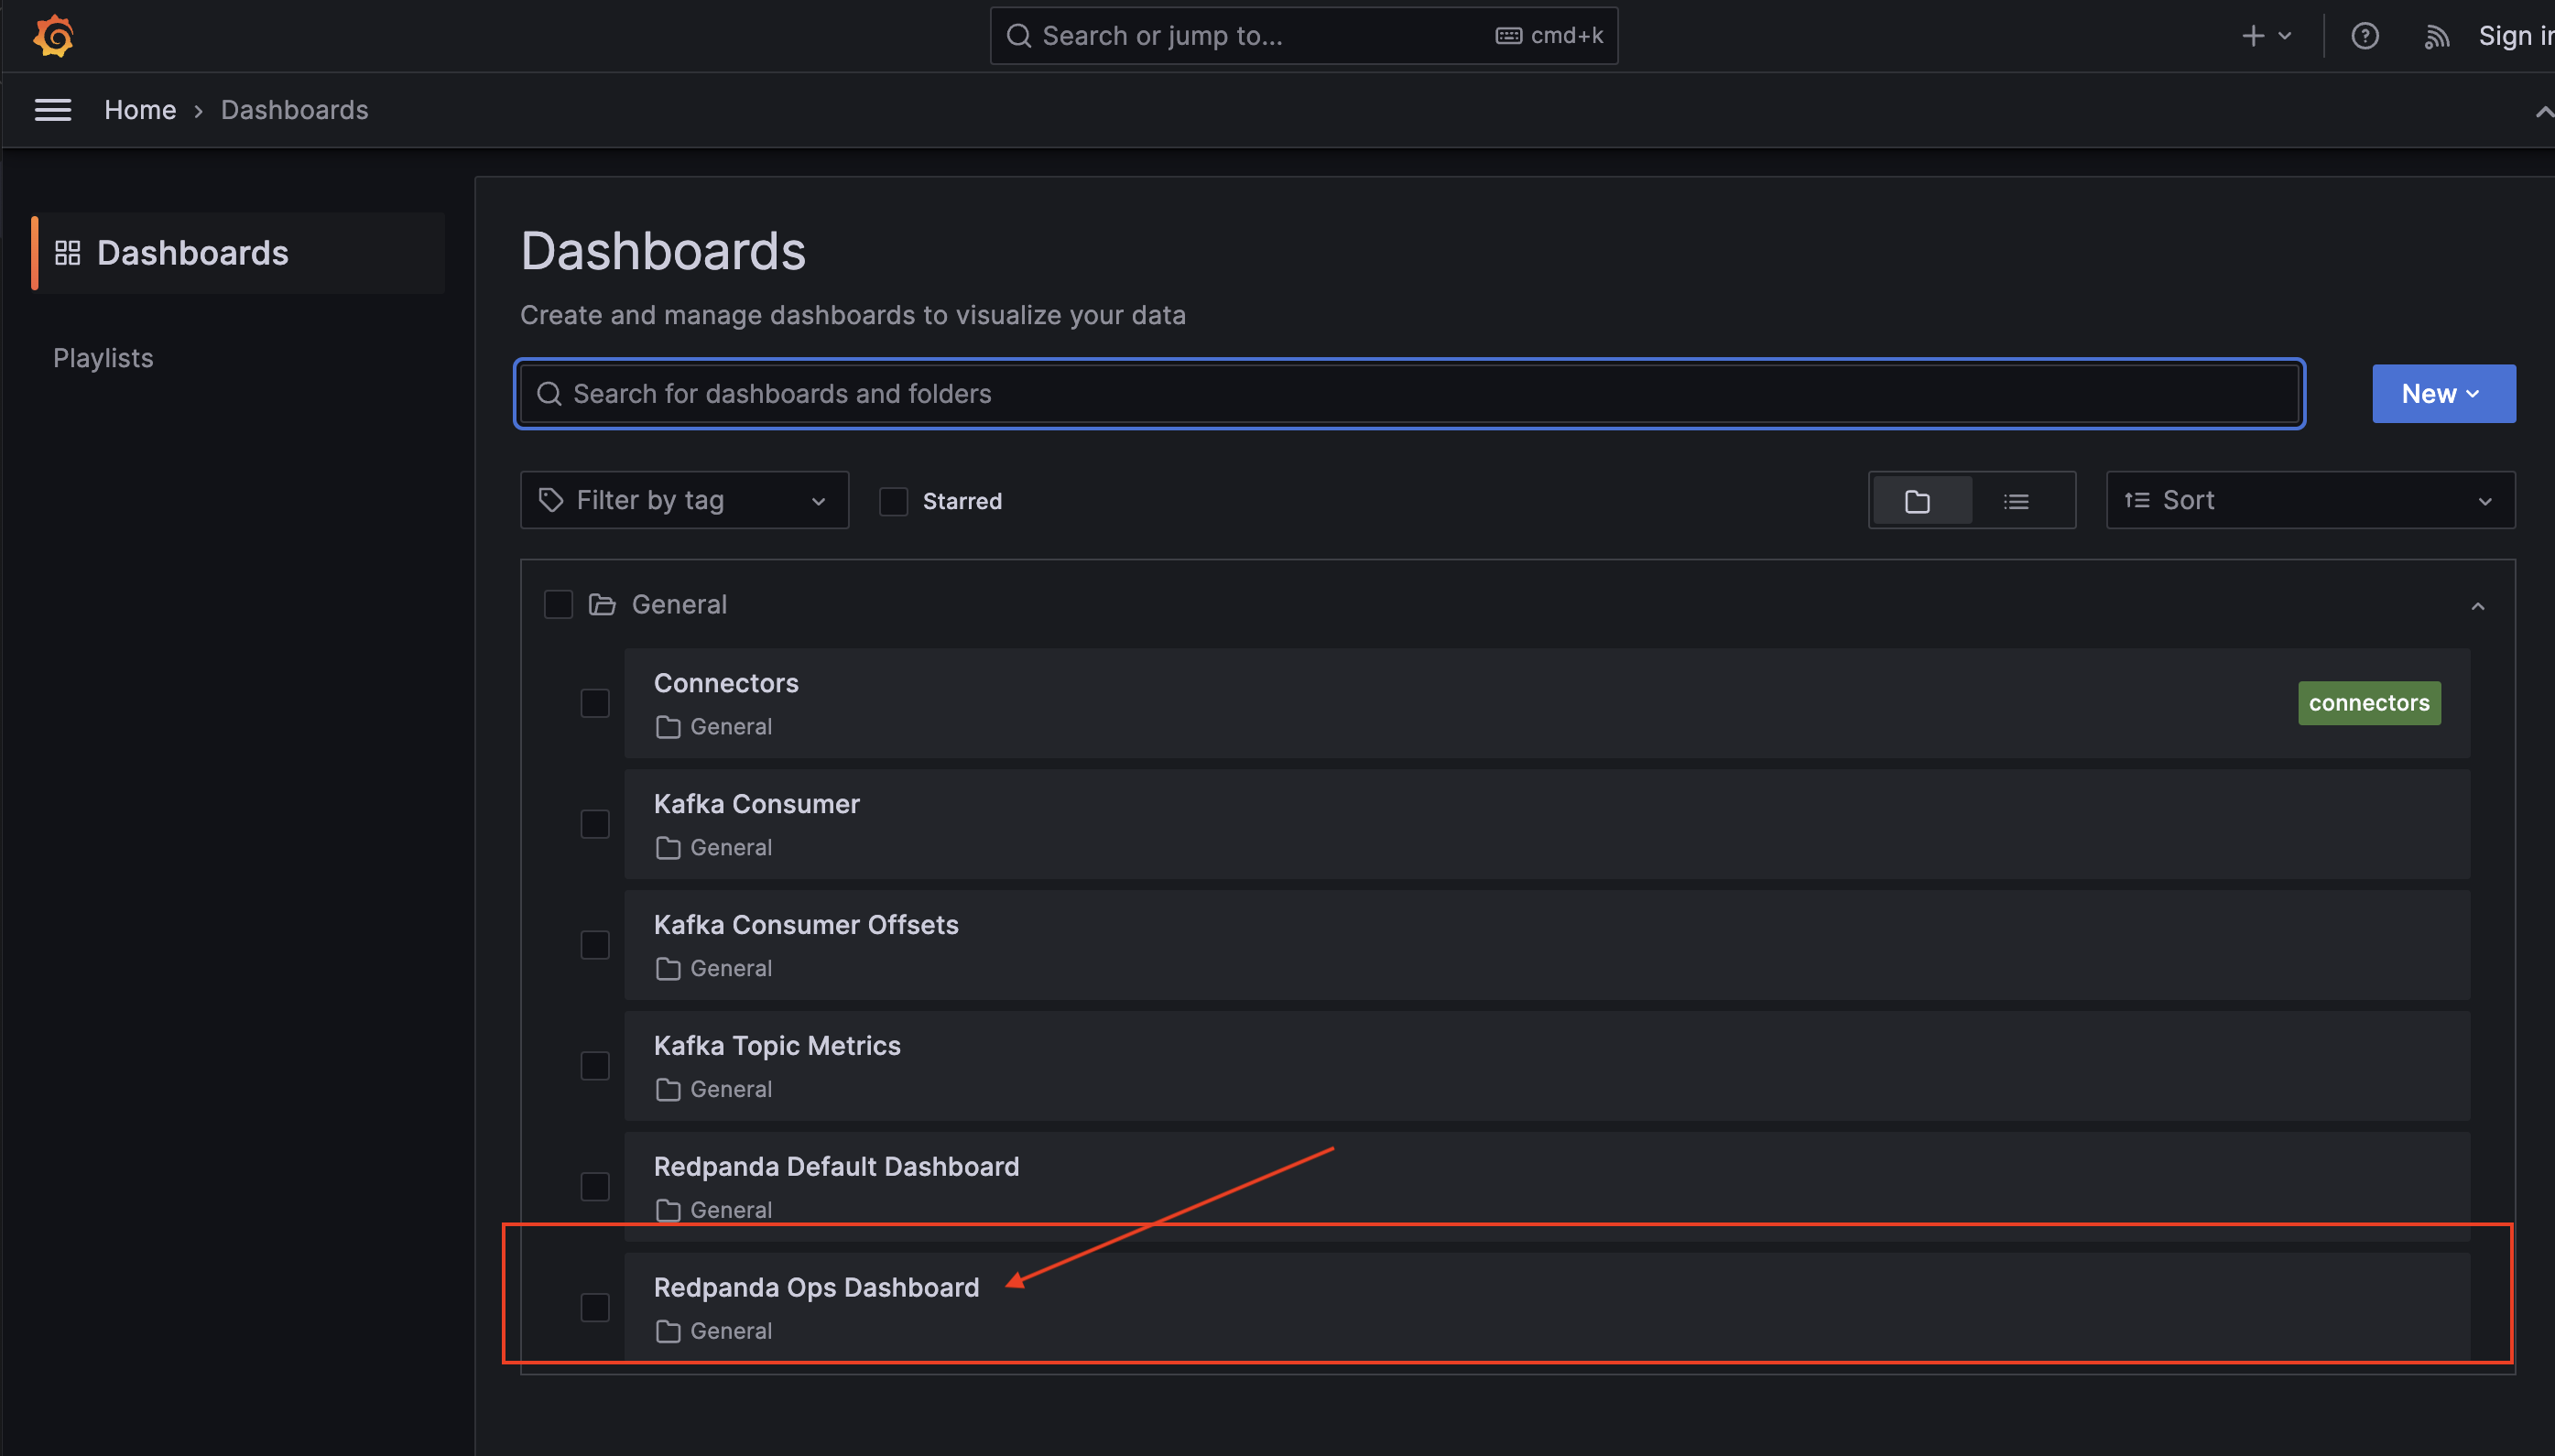 Search or jump to...
cmd+k
Sign in
Home
Dashboards
Dashboards
Playlists
Dashboards
Create and manage dashboards to visualize your data
Search for dashboards and folders
New
Filter by tag
Starred
Sort
General
Connectors
General
connectors
Kafka Consumer
General
Kafka Consumer Offsets
General
Kafka Topic Metrics
General
Redpanda Default Dashboard
General
Redpanda Ops Dashboard
General